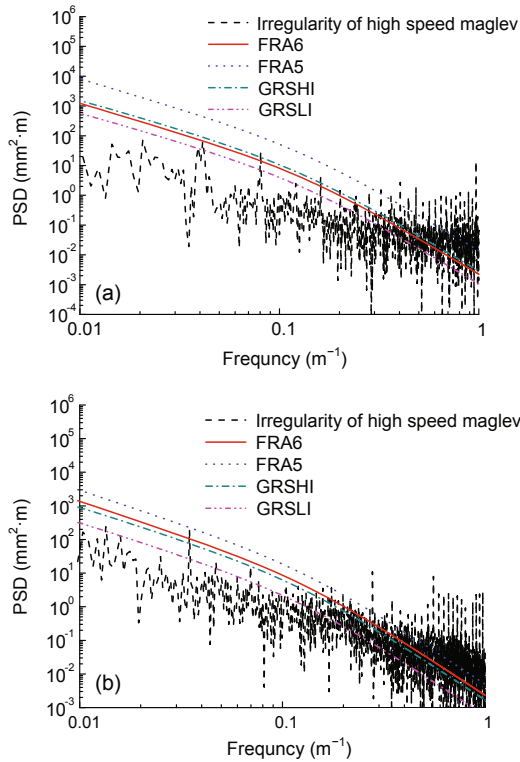 10⁶
10⁵
10⁴
10³
10²
10¹
10⁰
10⁻¹
10⁻²
10⁻³
10⁻⁴
PSD (mm²·m)
Irregularity of high speed maglev
FRA6
FRA5
GRSHI
GRSLI
(a)
0.01 0.1 1
Frequncy (m⁻¹)
10⁶
10⁵
10⁴
10³
10²
10¹
10⁰
10⁻¹
10⁻²
10⁻³
PSD (mm²·m)
Irregularity of high speed maglev
FRA6
FRA5
GRSHI
GRSLI
(b)
0.01 0.1 1
Frequncy (m⁻¹)